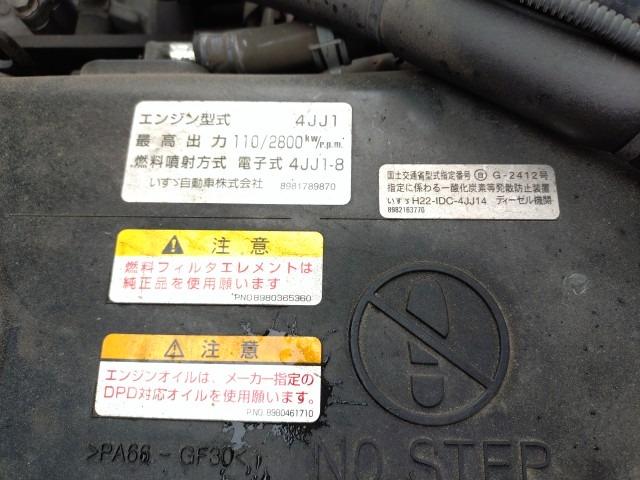 エンジン型式 4JJ1
最高出力 110/2800kw/r.p.m.
燃料噴射方式 電子式 4JJ1-8
いすゞ自動車株式会社 8981789870
国土交通省型式指定番号 G-2412号
指定に係わる一酸化炭素等発散防止装置
いすゞH22-IDC-4JJ14 ディーゼル機関
8982163770
注意
燃料フィルタエレメントは
純正品を使用願います
PNO8980365360
注意
エンジンオイルは、メーカー指定の
DPD対応オイルを使用願います。
P.NO.8980461710
>PA66-GF30<
NO STEP